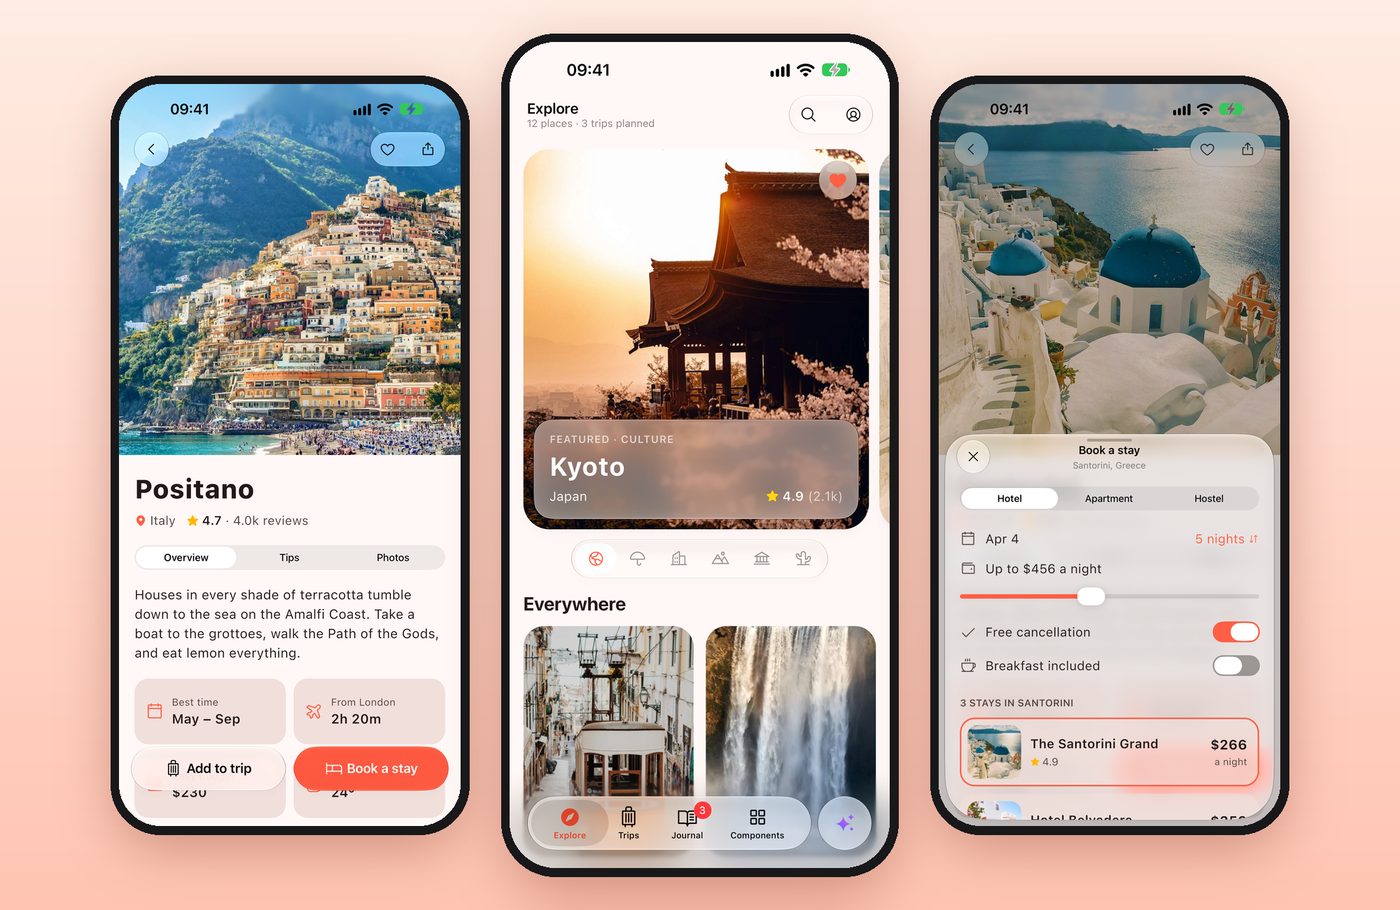 09:41
Positano
Italy 4.7 · 4.0k reviews
Overview Tips Photos
Houses in every shade of terracotta tumble
down to the sea on the Amalfi Coast. Take a
boat to the grottoes, walk the Path of the Gods,
and eat lemon everything.
Best time
May – Sep
From London
2h 20m
Add to trip
Book a stay
$230
24°
09:41
Explore
12 places · 3 trips planned
FEATURED · CULTURE
Kyoto
Japan 4.9 (2.1k)
Everywhere
Explore Trips Journal 3 Components
09:41
Book a stay
Santorini, Greece
Hotel Apartment Hostel
Apr 4 5 nights
Up to $456 a night
Free cancellation
Breakfast included
3 STAYS IN SANTORINI
The Santorini Grand $266
4.9 a night
Hotel Belvedere